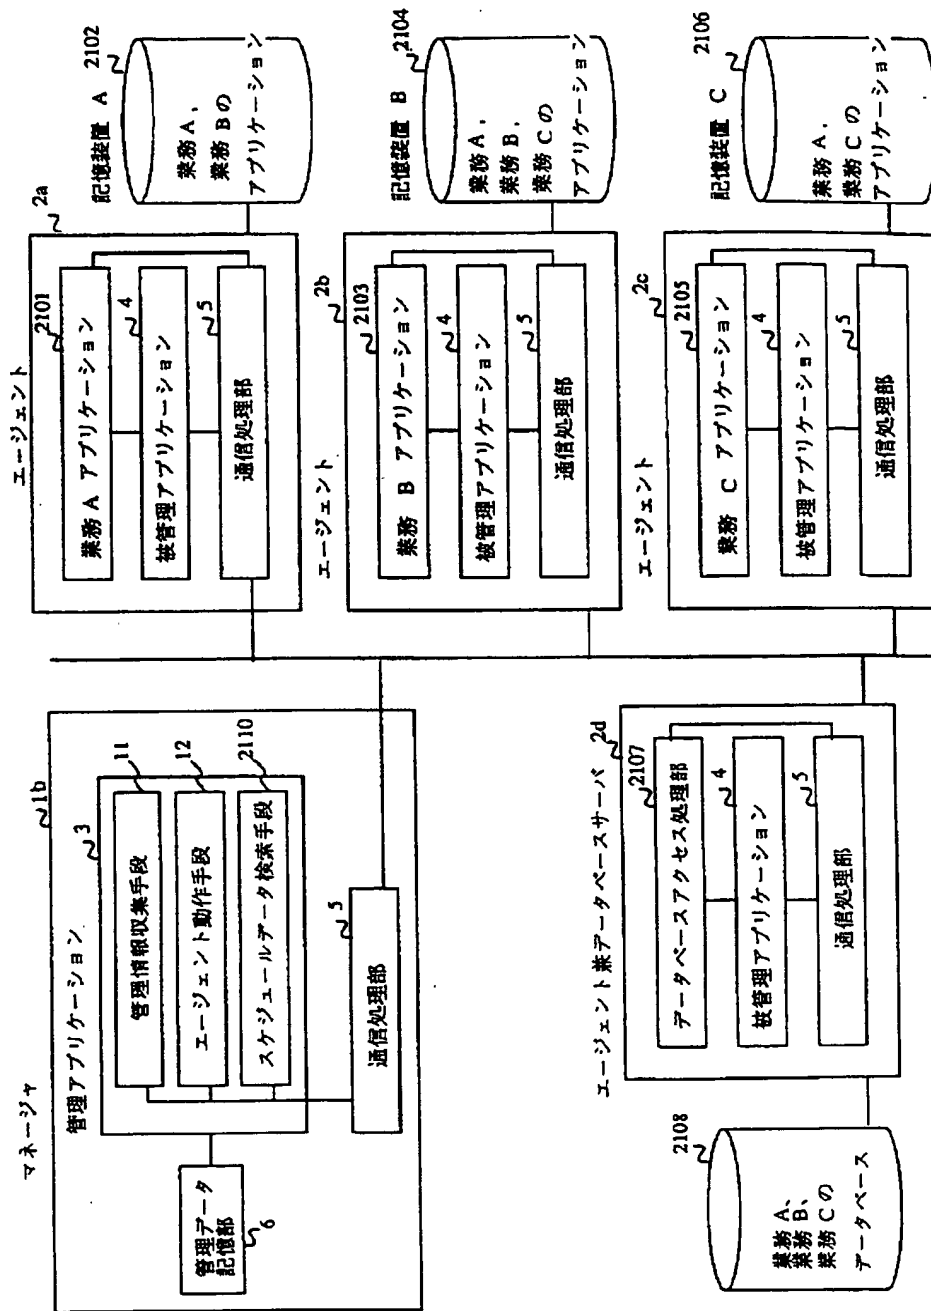 マネージャ
1b
管理アプリケーション
3
管理情報収集手段
11
エージェント動作手段
12
スケジュールデータ検索手段
2110
通信処理部
5
管理データ
記憶部
6
エージェント
2a
業務A アプリケーション
2101
被管理アプリケーション
4
通信処理部
5
記憶装置 A
2102
業務A,
業務Bの
アプリケーション
エージェント
2b
業務 B アプリケーション
2103
被管理アプリケーション
4
通信処理部
5
記憶装置 B
2104
業務A,
業務B,
業務Cの
アプリケーション
エージェント
2c
業務 C アプリケーション
2105
被管理アプリケーション
4
通信処理部
5
記憶装置 C
2106
業務A,
業務Cの
アプリケーション
エージェント兼データベースサーバ
2d
データベースアクセス処理部
2107
被管理アプリケーション
4
通信処理部
5
2108
業務A、
業務B、
業務Cの
データベース